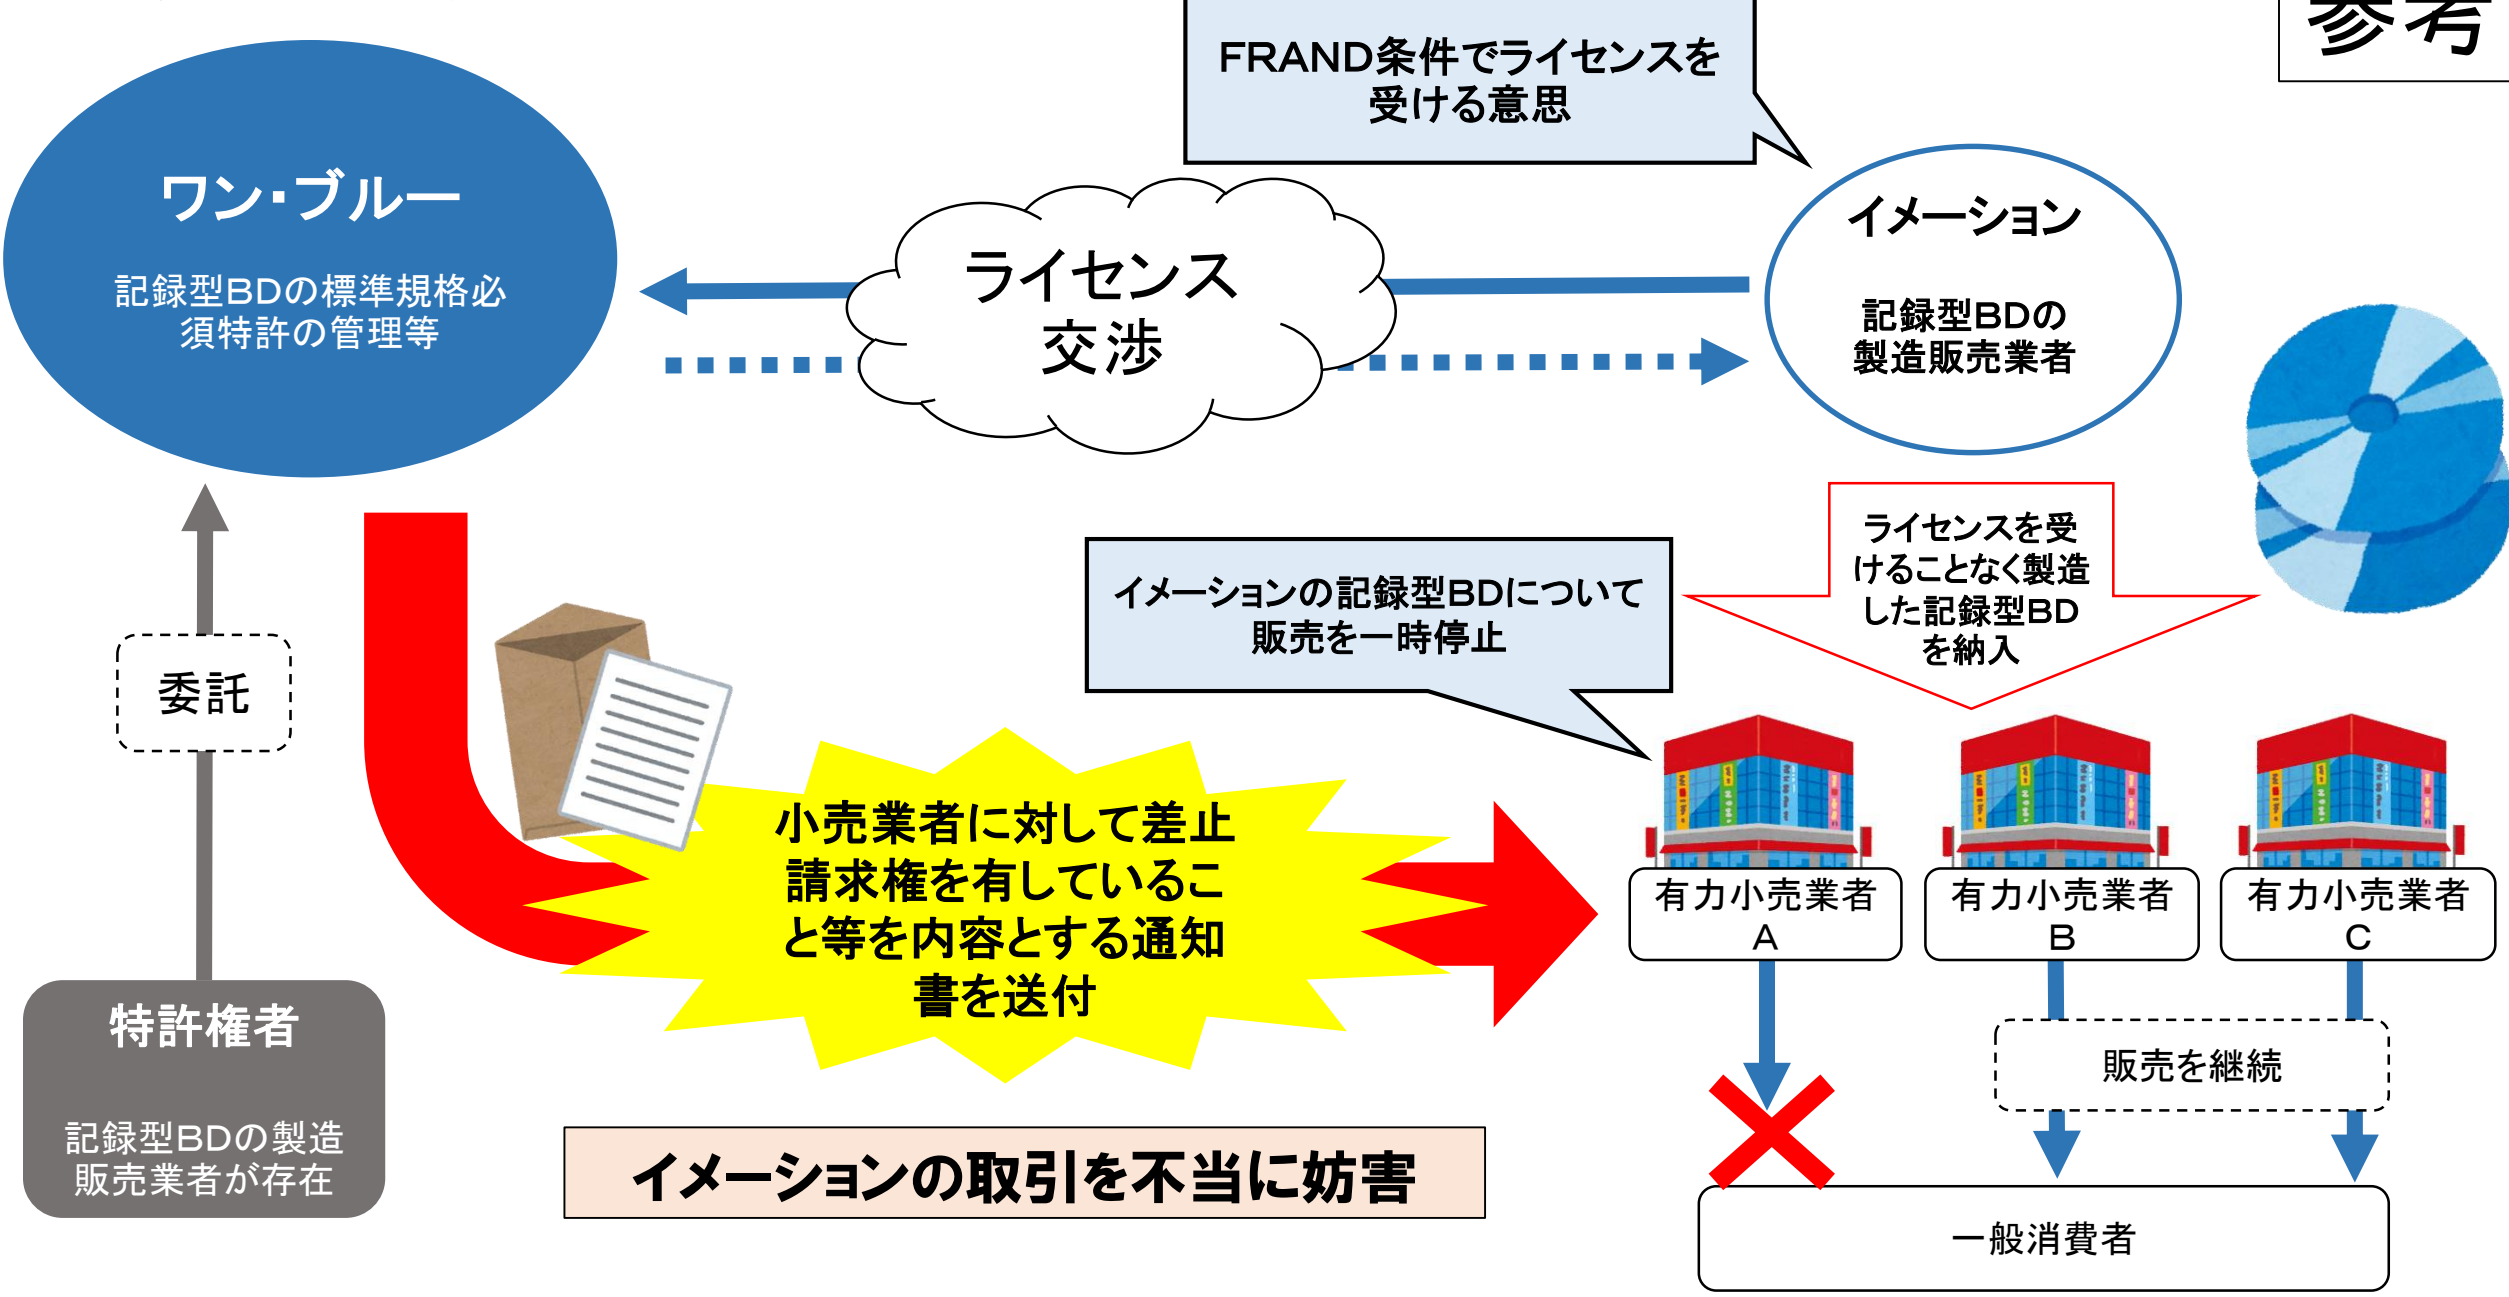 参考
FRAND条件でライセンスを
受ける意思
ワン・ブルー
記録型BDの標準規格必
須特許の管理等
ライセンス
交渉
イメーション
記録型BDの
製造販売業者
ライセンスを受
けることなく製造
した記録型BD
を納入
イメーションの記録型BDについて
販売を一時停止
委託
小売業者に対して差止
請求権を有しているこ
と等を内容とする通知
書を送付
有力小売業者
A
有力小売業者
B
有力小売業者
C
特許権者
記録型BDの製造
販売業者が存在
販売を継続
イメーションの取引を不当に妨害
一般消費者